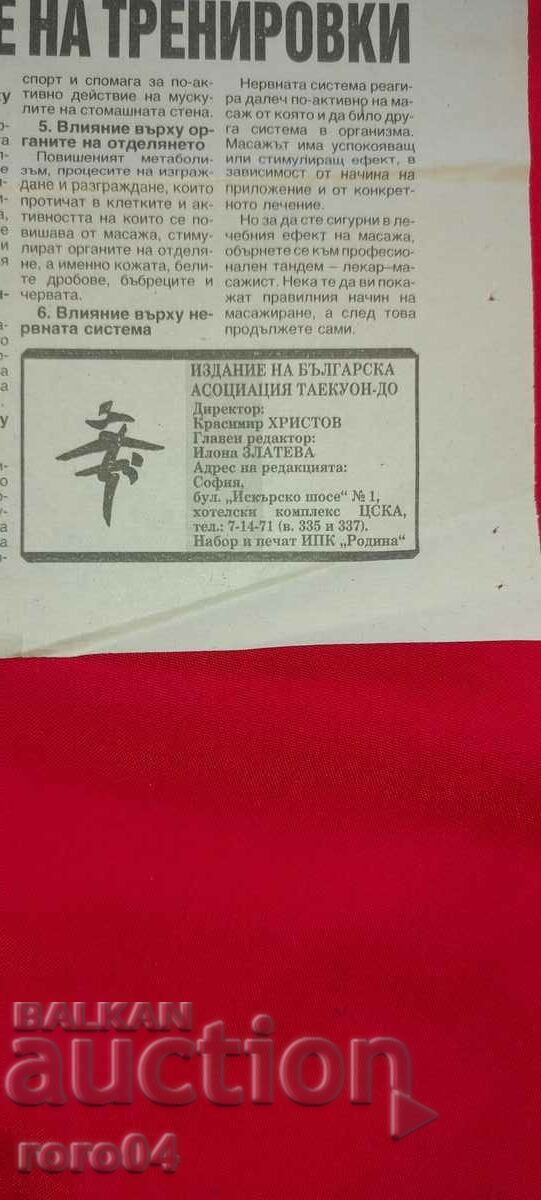 Е НА ТРЕНИРОВКИ
спорт и спомага за по-ак-
тивно действие на муску-
лите на стомашната стена.
5. Влияние върху ор-
ганите на отделянето
Повишеният метаболи-
зъм, процесите на изграж-
дане и разграждане, които
протичат в клетките и ак-
тивността на които се по-
вишава от масажа, стиму-
лират органите на отделя-
не, а именно кожата, бели-
те дробове, бъбреците и
червата.
6. Влияние върху не-
рвната система
Нервната система реаги-
ра далеч по-активно на ма-
саж от която и да било дру-
га система в организма.
Масажът има успокояващ
или стимулиращ ефект, в
зависимост от начина на
приложение и от конкрет-
ното лечение.
Но за да сте сигурни в ле-
чебния ефект на масажа,
обърнете се към професио-
нален тандем – лекар–ма-
сажист. Нека те да ви пока-
жат правилния начин на
масажиране, а след това
продължете сами.
ИЗДАНИЕ НА БЪЛГАРСКА
АСОЦИАЦИЯ ТАЕКУОН-ДО
Директор:
Красимир ХРИСТОВ
Главен редактор:
Илона ЗЛАТЕВА
Адрес на редакцията:
София,
бул. „Искърско шосе“ № 1,
хотелски комплекс ЦСКА,
тел.: 7-14-71 (в. 335 и 337).
Набор и печат ИПК „Родина“
BALKAN
auction
roro04